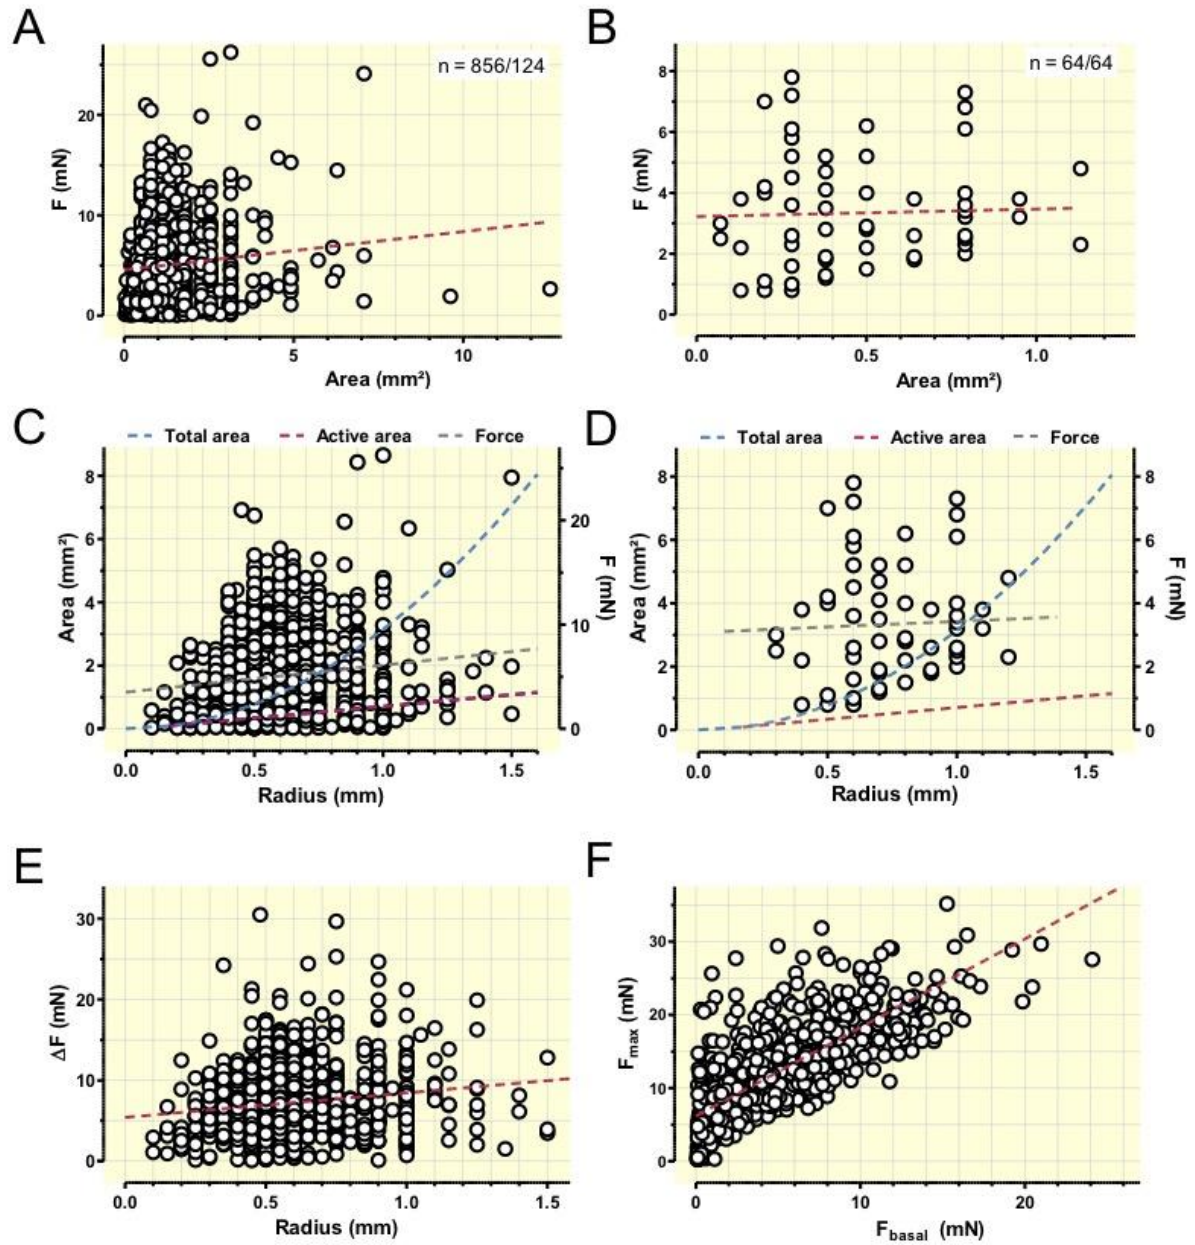 A
B
n = 856/124
n = 64/64
F (mN)
20
10
0
0 5 10
Area (mm²)
F (mN)
8
6
4
2
0
0.0 0.5 1.0
Area (mm²)
C
D
Total area Active area Force
Total area Active area Force
Area (mm²)
8
6
4
2
0
20
10
0
F (mN)
0.0 0.5 1.0 1.5
Radius (mm)
Area (mm²)
8
6
4
2
0
8
6
4
2
0
F (mN)
0.0 0.5 1.0 1.5
Radius (mm)
E
F
ΔF (mN)
30
20
10
0
0.0 0.5 1.0 1.5
Radius (mm)
Fmax (mN)
30
20
10
0
0 10 20
Fbasal (mN)